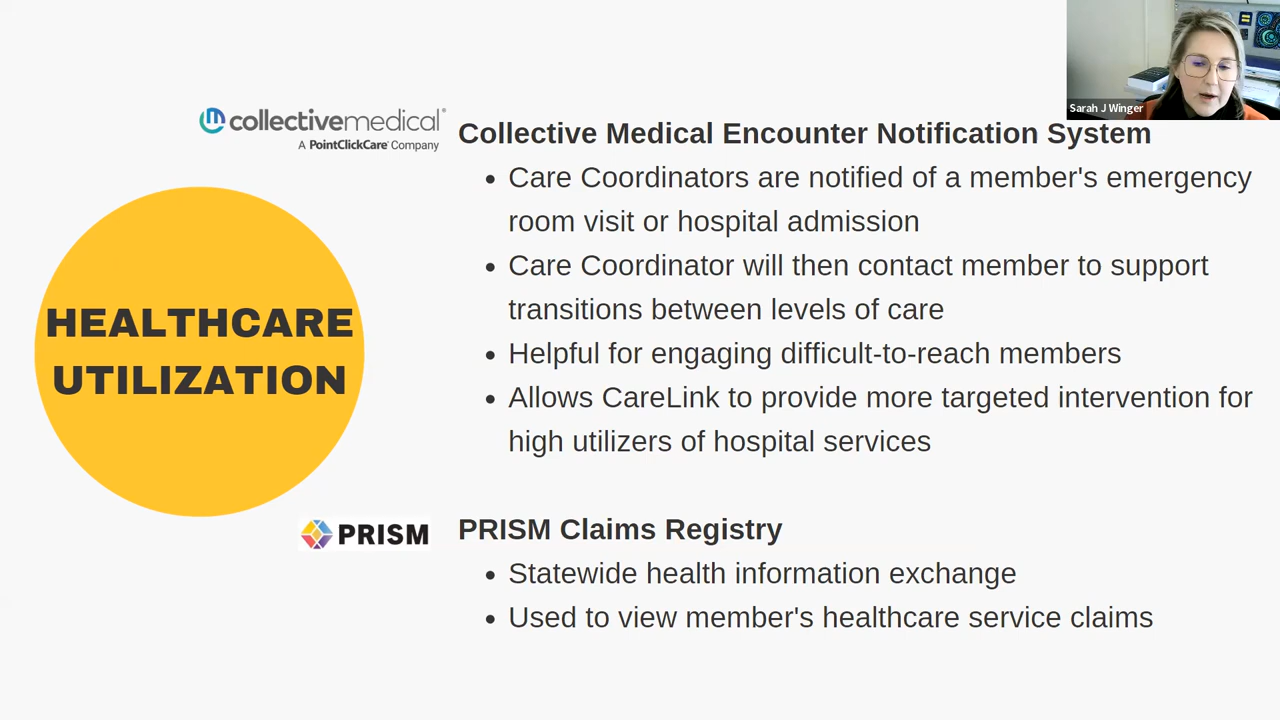 Sarah J Winger
collectivemedical®
A PointClickCare® Company
Collective Medical Encounter Notification System
• Care Coordinators are notified of a member's emergency
room visit or hospital admission
• Care Coordinator will then contact member to support
transitions between levels of care
• Helpful for engaging difficult-to-reach members
• Allows CareLink to provide more targeted intervention for
high utilizers of hospital services
HEALTHCARE
UTILIZATION
PRISM
PRISM Claims Registry
• Statewide health information exchange
• Used to view member's healthcare service claims